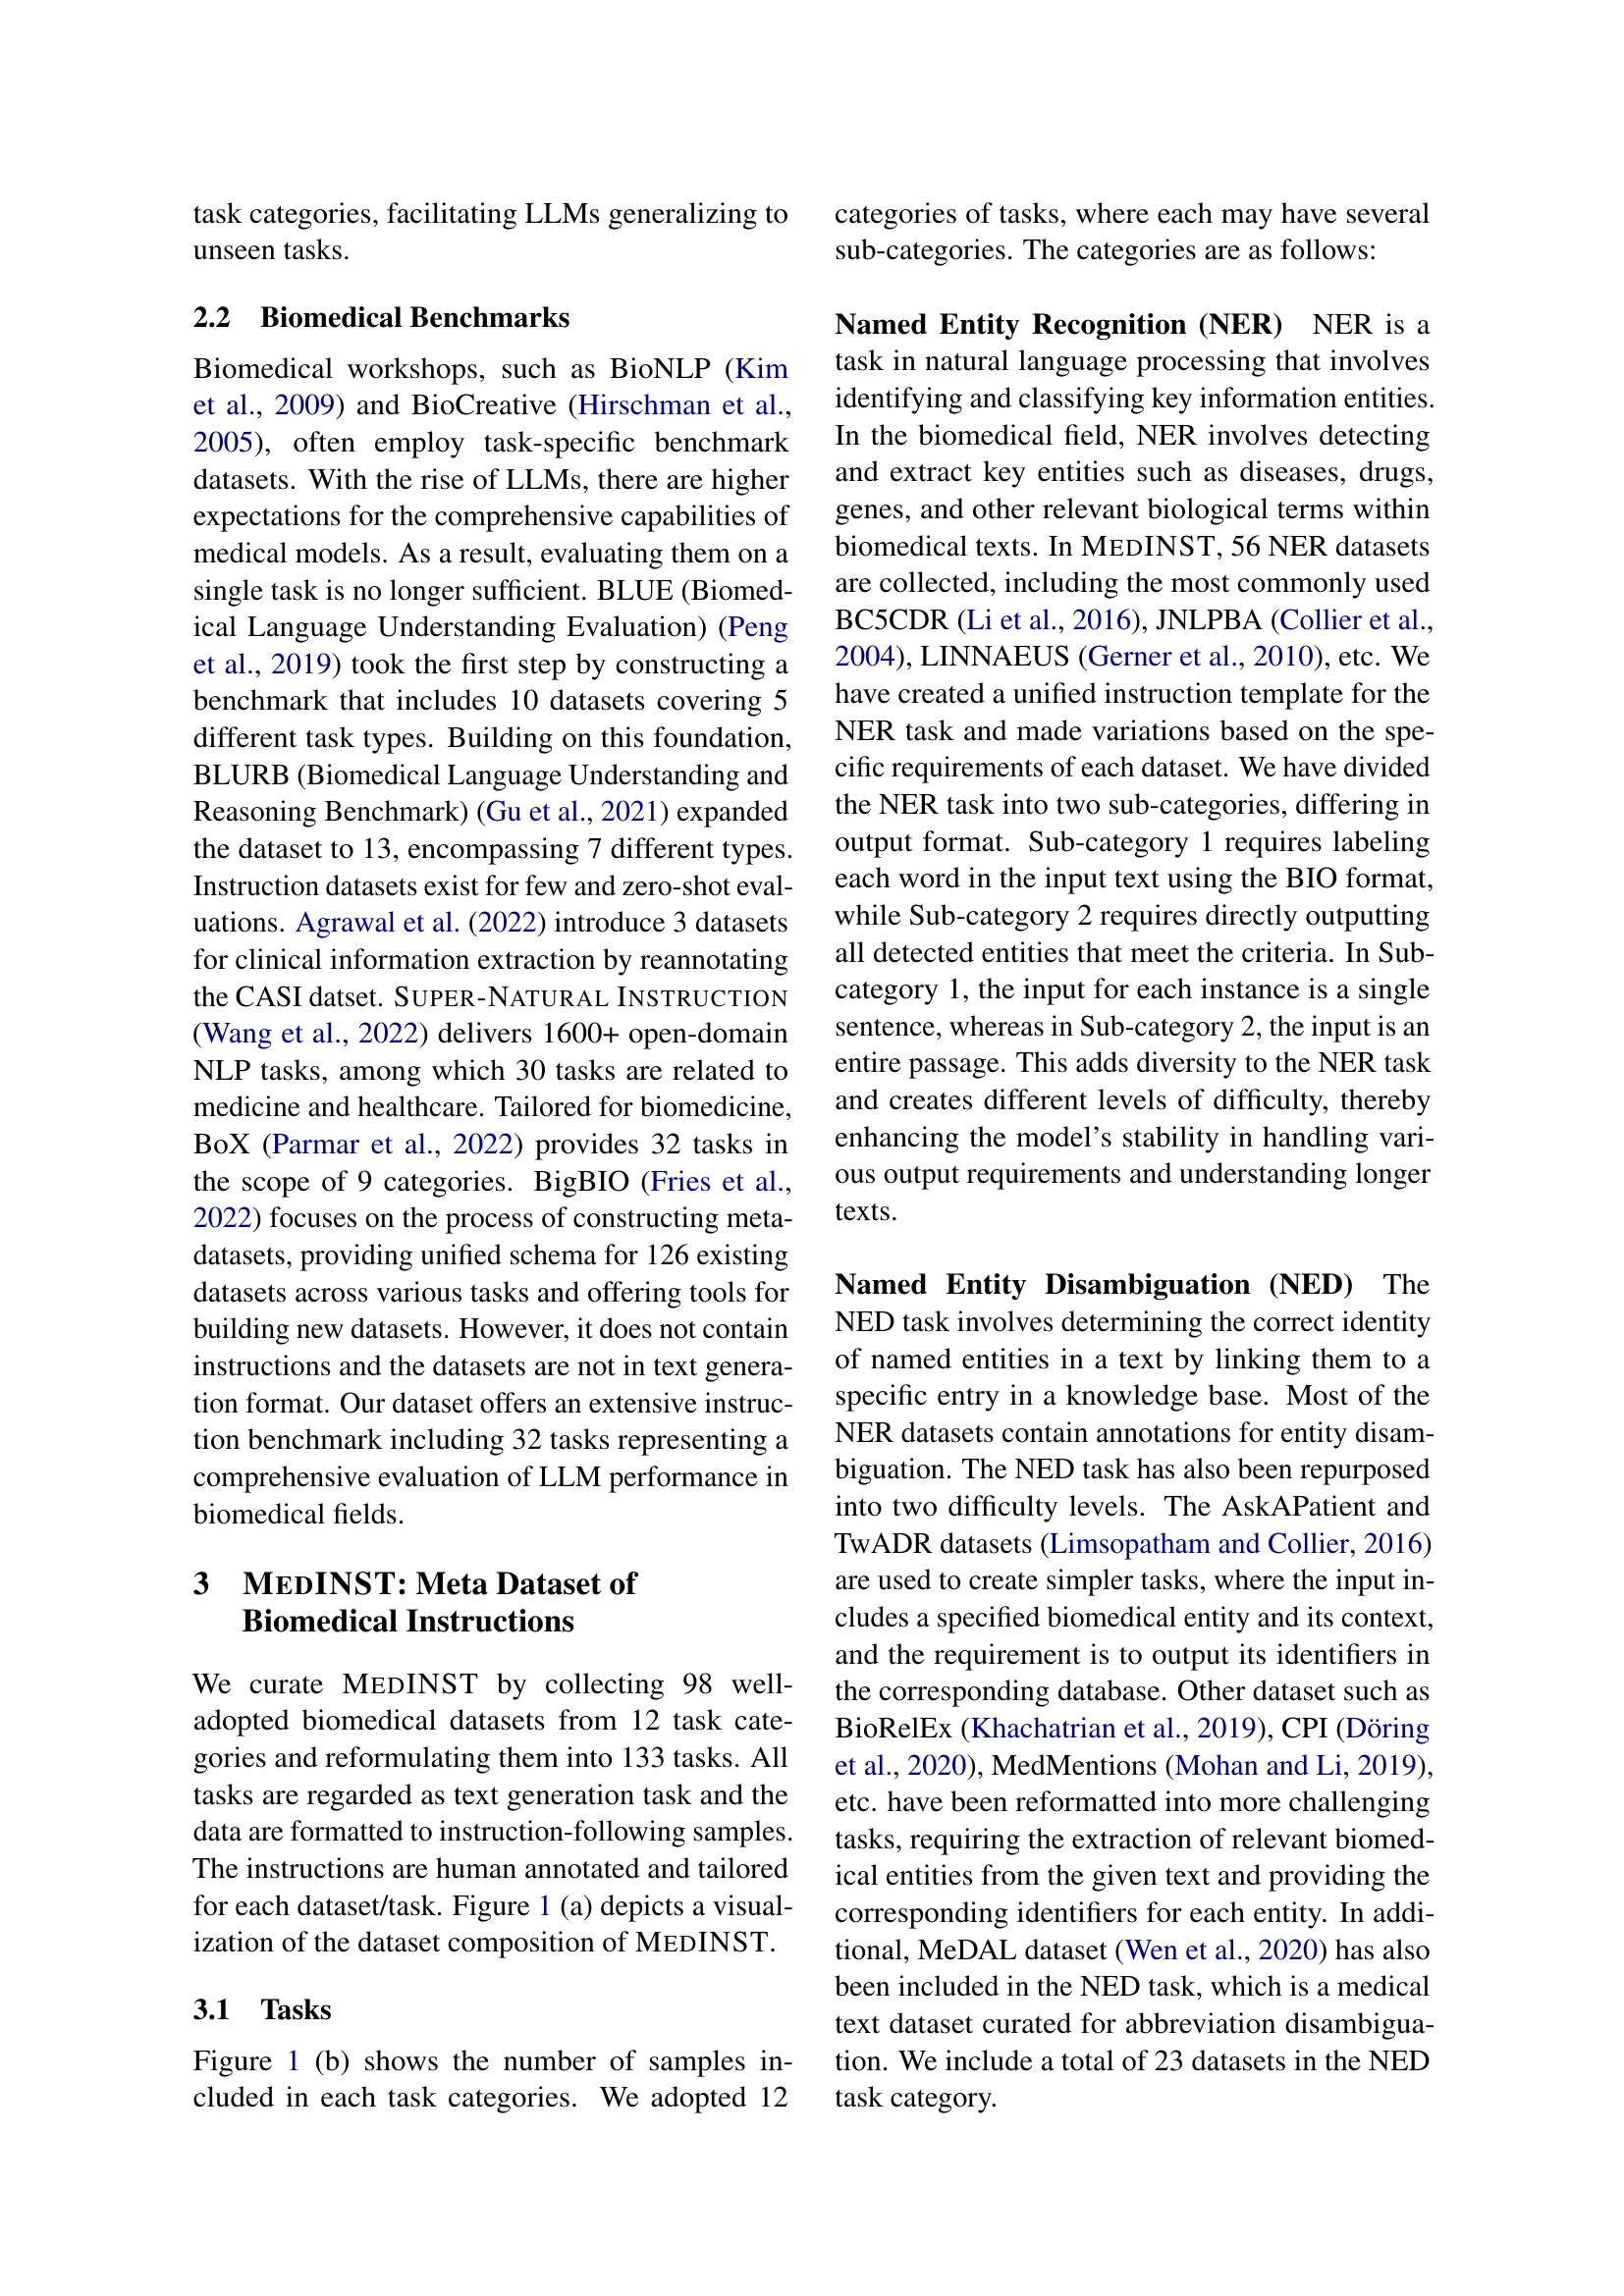 task categories, facilitating LLMs generalizing to
unseen tasks.
2.2 Biomedical Benchmarks
Biomedical workshops, such as BioNLP (Kim
et al., 2009) and BioCreative (Hirschman et al.,
2005), often employ task-specific benchmark
datasets. With the rise of LLMs, there are higher
expectations for the comprehensive capabilities of
medical models. As a result, evaluating them on a
single task is no longer sufficient. BLUE (Biomed-
ical Language Understanding Evaluation) (Peng
et al., 2019) took the first step by constructing a
benchmark that includes 10 datasets covering 5
different task types. Building on this foundation,
BLURB (Biomedical Language Understanding and
Reasoning Benchmark) (Gu et al., 2021) expanded
the dataset to 13, encompassing 7 different types.
Instruction datasets exist for few and zero-shot eval-
uations. Agrawal et al. (2022) introduce 3 datasets
for clinical information extraction by reannotating
the CASI datset. SUPER-NATURAL INSTRUCTION
(Wang et al., 2022) delivers 1600+ open-domain
NLP tasks, among which 30 tasks are related to
medicine and healthcare. Tailored for biomedicine,
BoX (Parmar et al., 2022) provides 32 tasks in
the scope of 9 categories. BigBIO (Fries et al.,
2022) focuses on the process of constructing meta-
datasets, providing unified schema for 126 existing
datasets across various tasks and offering tools for
building new datasets. However, it does not contain
instructions and the datasets are not in text genera-
tion format. Our dataset offers an extensive instruc-
tion benchmark including 32 tasks representing a
comprehensive evaluation of LLM performance in
biomedical fields.
3 MEDINST: Meta Dataset of
Biomedical Instructions
We curate MEDINST by collecting 98 well-
adopted biomedical datasets from 12 task cate-
gories and reformulating them into 133 tasks. All
tasks are regarded as text generation task and the
data are formatted to instruction-following samples.
The instructions are human annotated and tailored
for each dataset/task. Figure 1 (a) depicts a visual-
ization of the dataset composition of MEDINST.
3.1 Tasks
Figure 1 (b) shows the number of samples in-
cluded in each task categories. We adopted 12
categories of tasks, where each may have several
sub-categories. The categories are as follows:
Named Entity Recognition (NER) NER is a
task in natural language processing that involves
identifying and classifying key information entities.
In the biomedical field, NER involves detecting
and extract key entities such as diseases, drugs,
genes, and other relevant biological terms within
biomedical texts. In MEDINST, 56 NER datasets
are collected, including the most commonly used
BC5CDR (Li et al., 2016), JNLPBA (Collier et al.,
2004), LINNAEUS (Gerner et al., 2010), etc. We
have created a unified instruction template for the
NER task and made variations based on the spe-
cific requirements of each dataset. We have divided
the NER task into two sub-categories, differing in
output format. Sub-category 1 requires labeling
each word in the input text using the BIO format,
while Sub-category 2 requires directly outputting
all detected entities that meet the criteria. In Sub-
category 1, the input for each instance is a single
sentence, whereas in Sub-category 2, the input is an
entire passage. This adds diversity to the NER task
and creates different levels of difficulty, thereby
enhancing the model's stability in handling vari-
ous output requirements and understanding longer
texts.
Named Entity Disambiguation (NED) The
NED task involves determining the correct identity
of named entities in a text by linking them to a
specific entry in a knowledge base. Most of the
NER datasets contain annotations for entity disam-
biguation. The NED task has also been repurposed
into two difficulty levels. The AskAPatient and
TwADR datasets (Limsopatham and Collier, 2016)
are used to create simpler tasks, where the input in-
cludes a specified biomedical entity and its context,
and the requirement is to output its identifiers in
the corresponding database. Other dataset such as
BioRelEx (Khachatrian et al., 2019), CPI (Döring
et al., 2020), MedMentions (Mohan and Li, 2019),
etc. have been reformatted into more challenging
tasks, requiring the extraction of relevant biomed-
ical entities from the given text and providing the
corresponding identifiers for each entity. In addi-
tional, MeDAL dataset (Wen et al., 2020) has also
been included in the NED task, which is a medical
text dataset curated for abbreviation disambigua-
tion. We include a total of 23 datasets in the NED
task category.